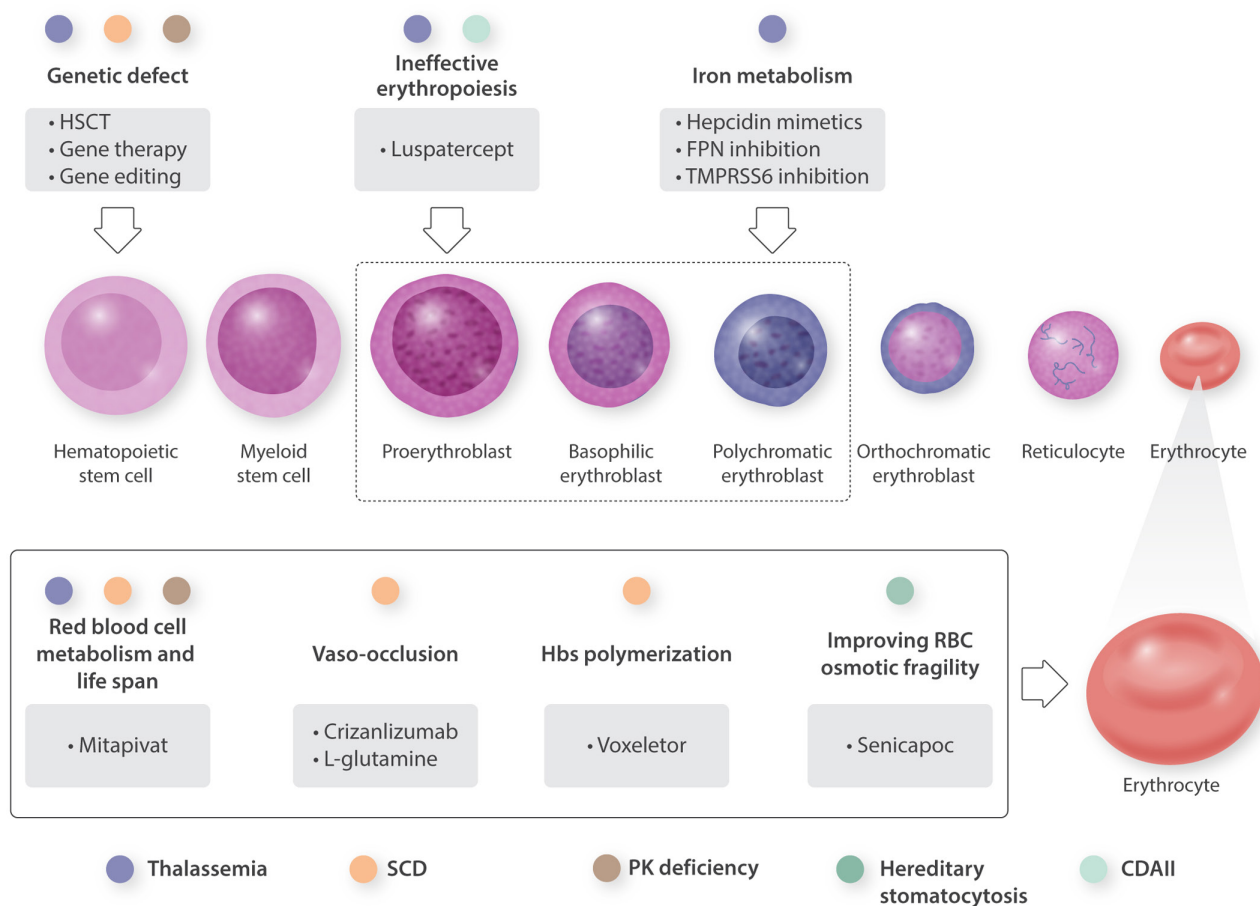 Genetic defect
• HSCT
• Gene therapy
• Gene editing
Ineffective
erythropoiesis
• Luspatercept
Iron metabolism
• Hepcidin mimetics
• FPN inhibition
• TMPRSS6 inhibition
Hematopoietic
stem cell
Myeloid
stem cell
Proerythroblast
Basophilic
erythroblast
Polychromatic
erythroblast
Orthochromatic
erythroblast
Reticulocyte
Erythrocyte
Red blood cell
metabolism and
life span
• Mitapivat
Vaso-occlusion
• Crizanlizumab
• L-glutamine
Hbs polymerization
• Voxeletor
Improving RBC
osmotic fragility
• Senicapoc
Erythrocyte
Thalassemia
SCD
PK deficiency
Hereditary
stomatocytosis
CDAII